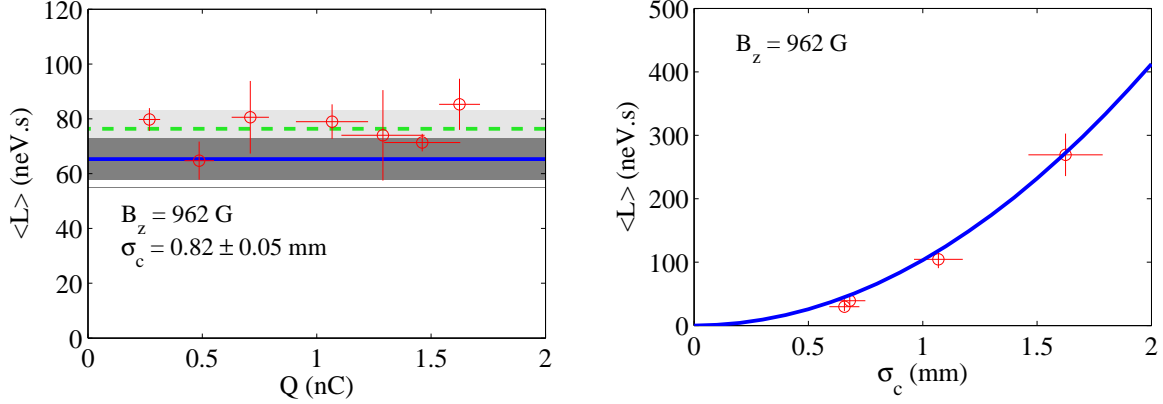 120
100
80
60
40
20
0
<L> (neV.s)
B_z = 962 G
σ_c = 0.82 ± 0.05 mm
0 0.5 1 1.5 2
Q (nC)
500
400
300
200
100
0
<L> (neV.s)
B_z = 962 G
0 0.5 1 1.5 2
σ_c (mm)